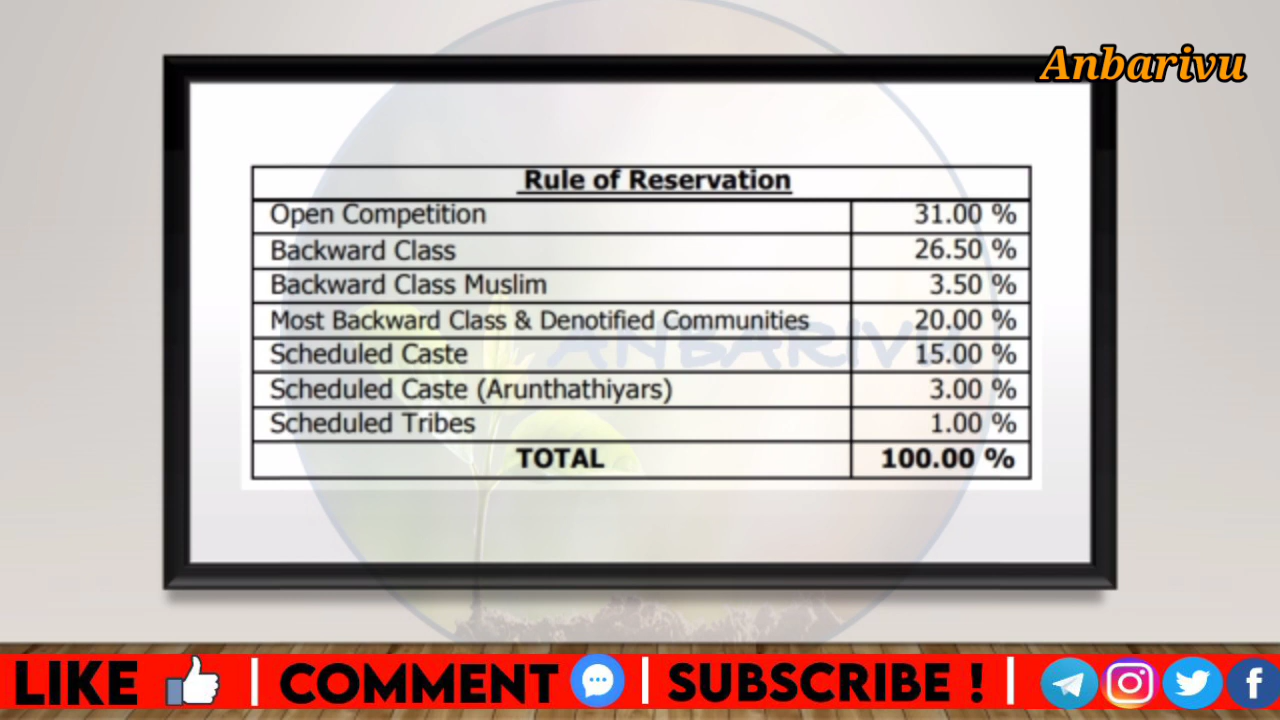 Anbarivu
Rule of Reservation
Open Competition 31.00 %
Backward Class 26.50 %
Backward Class Muslim 3.50 %
Most Backward Class & Denotified Communities 20.00 %
ANBARIVU
Scheduled Caste 15.00 %
Scheduled Caste (Arunthathiyars) 3.00 %
Scheduled Tribes 1.00 %
TOTAL 100.00 %
LIKE | COMMENT | SUBSCRIBE ! |